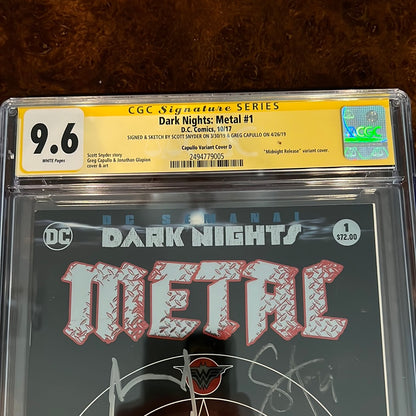 CGC Signature SERIES
Dark Nights: Metal #1
D.C. Comics, 10/17
SIGNED & SKETCH BY SCOTT SNYDER ON 3/30/19 & GREG CAPULLO ON 4/26/19
9.6
WHITE Pages
Capullo Variant Cover D
Scott Snyder story
Greg Capullo & Jonathan Glapion
cover & art
"Midnight Release" variant cover.
2494779005
CGC
DC
DARK NIGHTS
METAL
1
$72.00